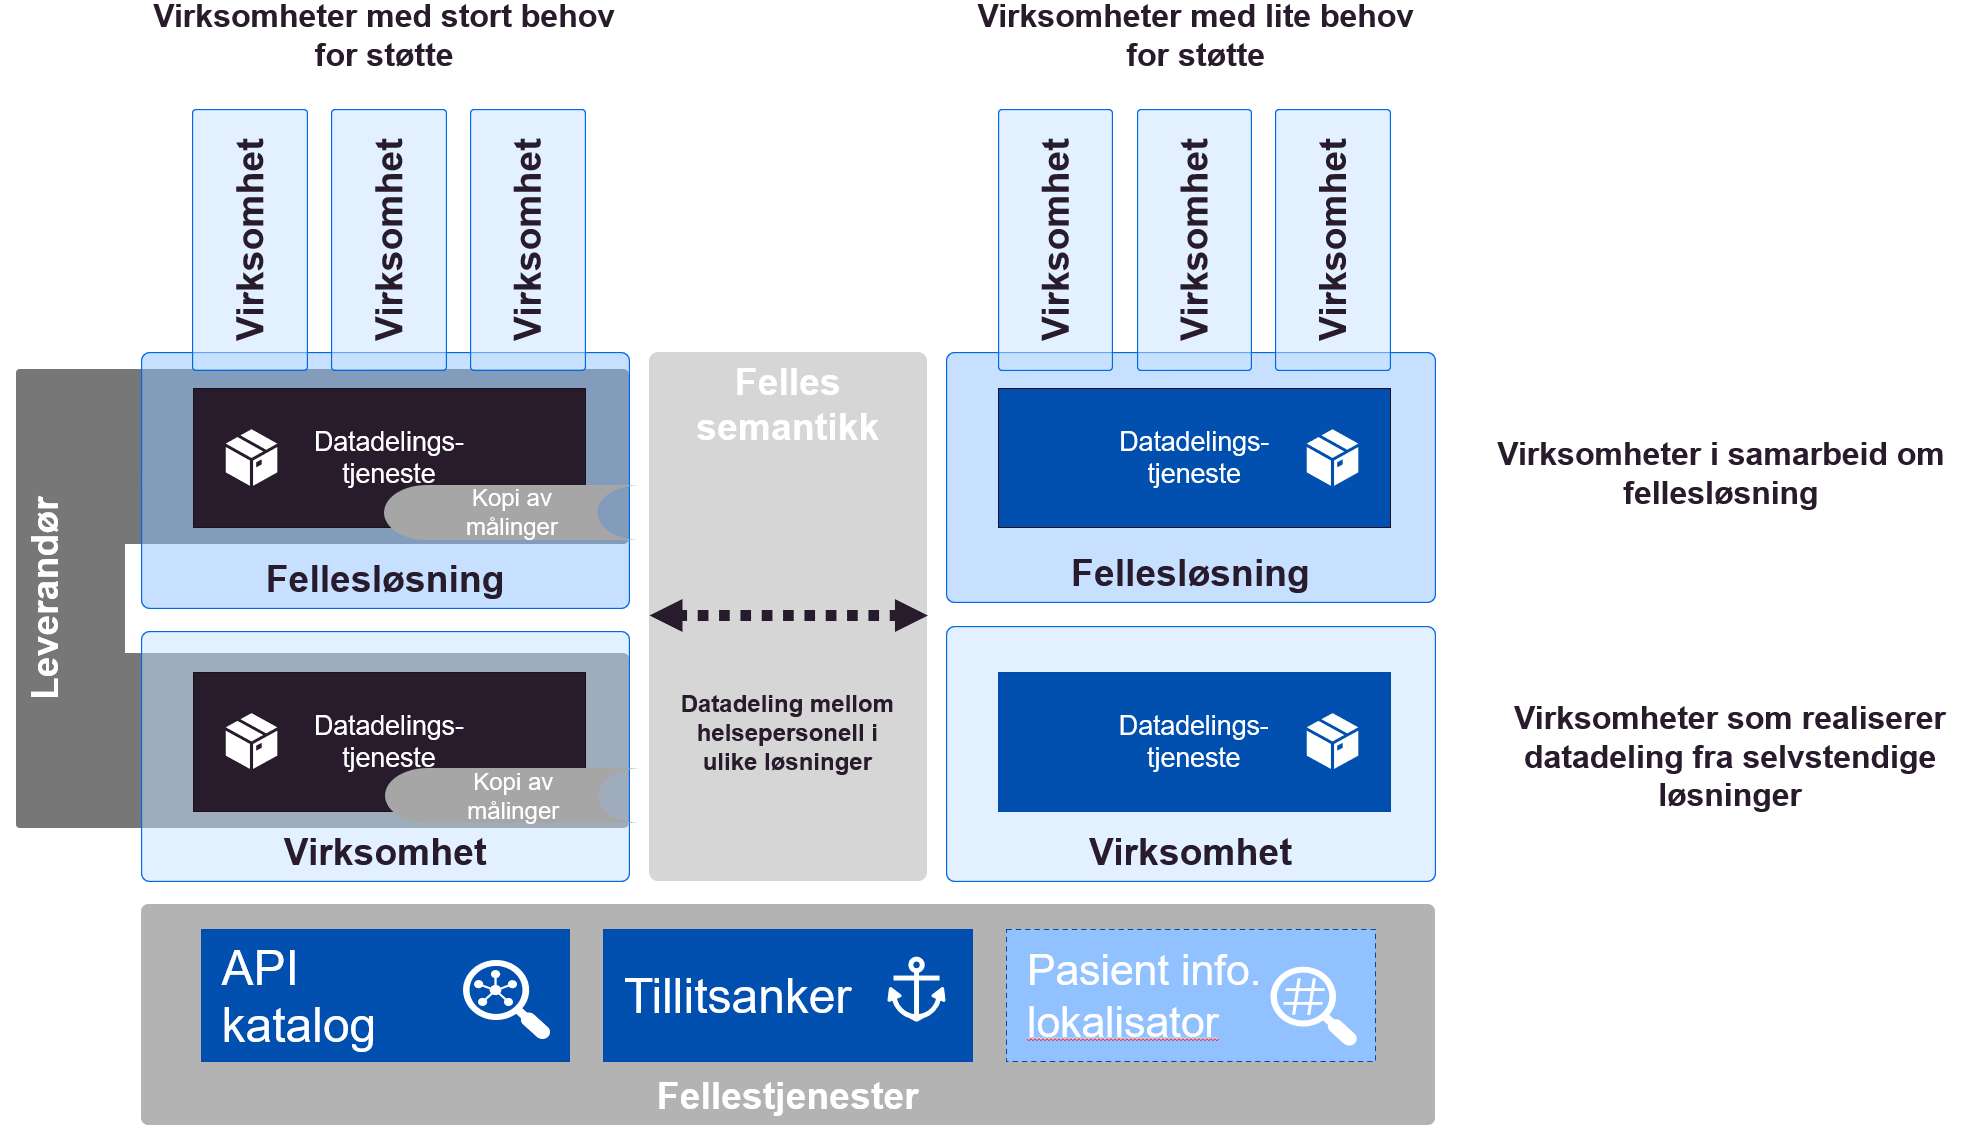 Virksomheter med stort behov
for støtte
Virksomheter med lite behov
for støtte
Virksomhet
Virksomhet
Virksomhet
Virksomhet
Virksomhet
Virksomhet
Leverandør
Datadelings-
tjeneste
Kopi av
målinger
Fellesløsning
Felles
semantikk
Datadelings-
tjeneste
Fellesløsning
Virksomheter i samarbeid om
fellesløsning
Datadelings-
tjeneste
Kopi av
målinger
Virksomhet
Datadeling mellom
helsepersonell i
ulike løsninger
Datadelings-
tjeneste
Virksomhet
Virksomheter som realiserer
datadeling fra selvstendige
løsninger
API
katalog
Tillitsanker
Pasient info.
lokalisator
Fellestjenester